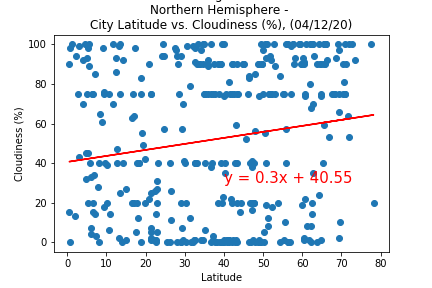 Northern Hemisphere -
City Latitude vs. Cloudiness (%), (04/12/20)
100
80
60
40
20
0
Cloudiness (%)
y = 0.3x + 40.55
0 10 20 30 40 50 60 70 80
Latitude